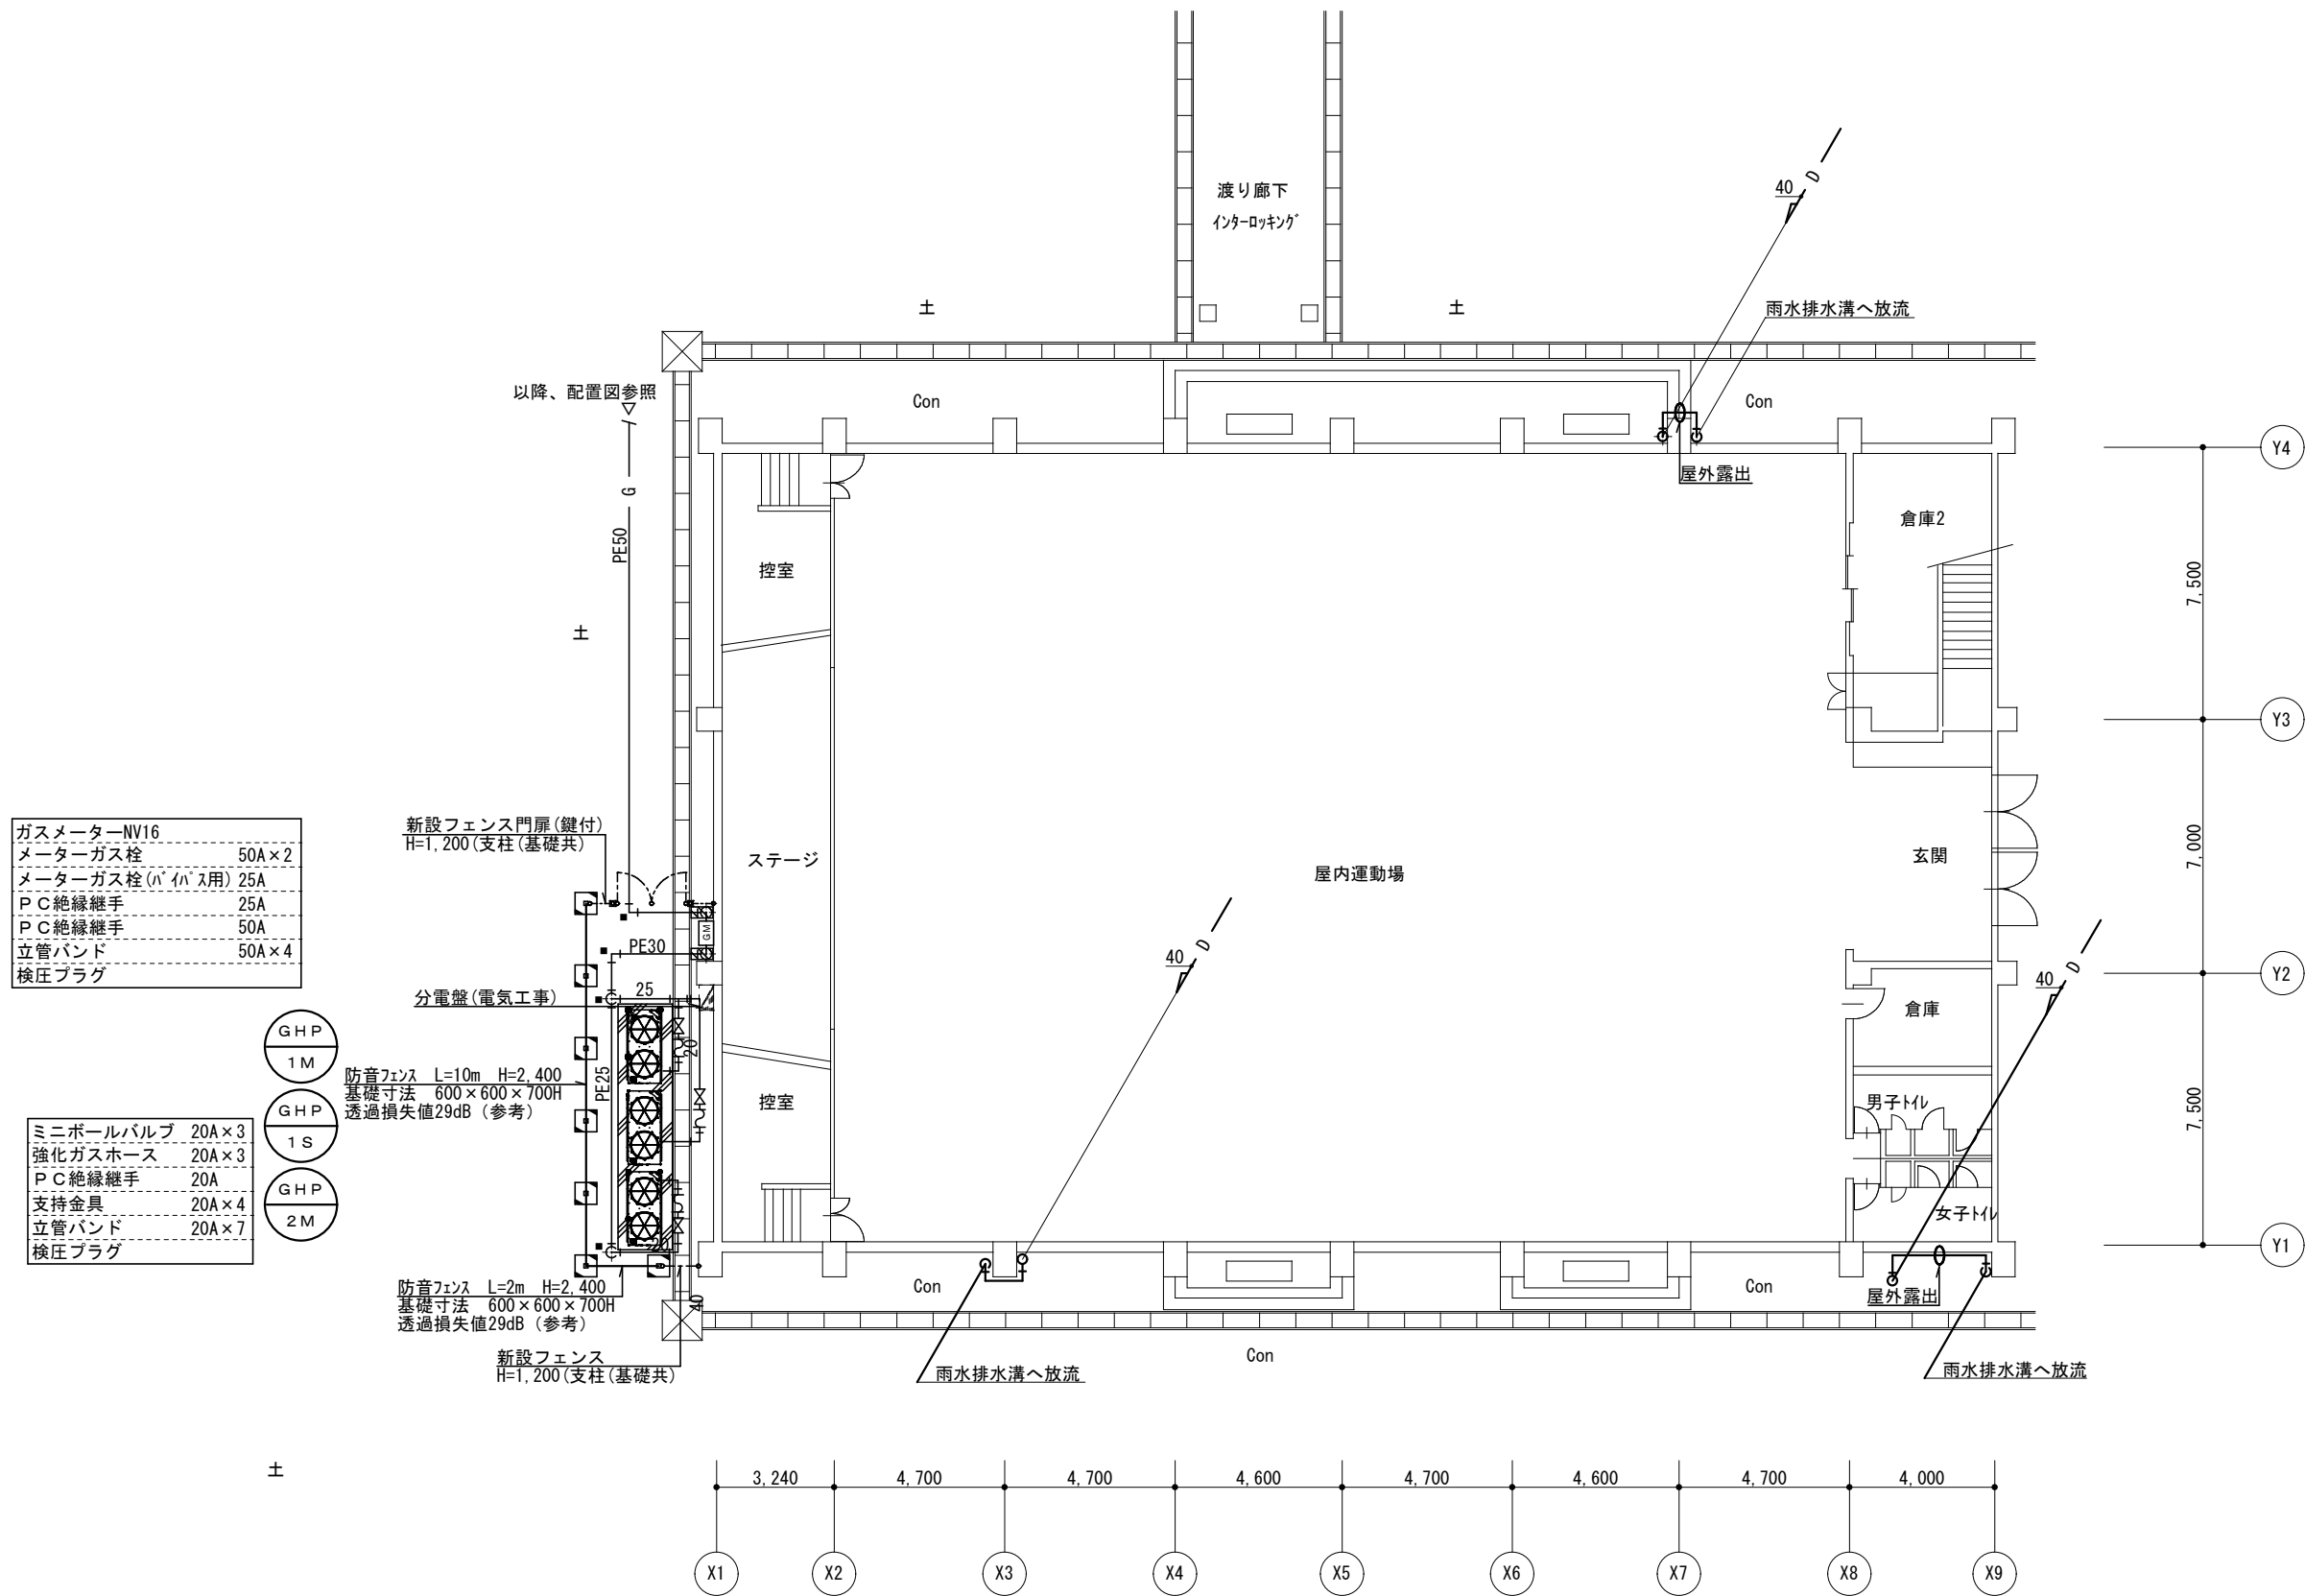 渡り廊下
インターロッキング
40
D
土
土
雨水排水溝へ放流
以降、配置図参照
Con
Con
Y4
屋外露出
G
倉庫2
PE50
控室
7,500
土
Y3
新設フェンス門扉(鍵付)
H=1,200(支柱(基礎共)
ガスメーターNV16
メーターガス栓 50A×2
メーターガス栓(バイパス用) 25A
PC絶縁継手 25A
PC絶縁継手 50A
立管バンド 50A×4
検圧プラグ
ステージ
屋内運動場
玄関
7,000
GM
PE30
40
D
40
D
Y2
25
分電盤(電気工事)
倉庫
GHP
1M
20
防音フェンス L=10m H=2,400
基礎寸法 600×600×700H
透過損失値29dB (参考)
PE25
GHP
1S
控室
男子トイレ
7,500
ミニボールバルブ 20A×3
強化ガスホース 20A×3
PC絶縁継手 20A
支持金具 20A×4
立管バンド 20A×7
検圧プラグ
GHP
2M
女子トイレ
20
Y1
防音フェンス L=2m H=2,400
基礎寸法 600×600×700H
透過損失値29dB (参考)
40
Con
Con
屋外露出
新設フェンス
H=1,200(支柱(基礎共)
Con
雨水排水溝へ放流
雨水排水溝へ放流
土
3,240 4,700 4,700 4,600 4,700 4,600 4,700 4,000
X1 X2 X3 X4 X5 X6 X7 X8 X9